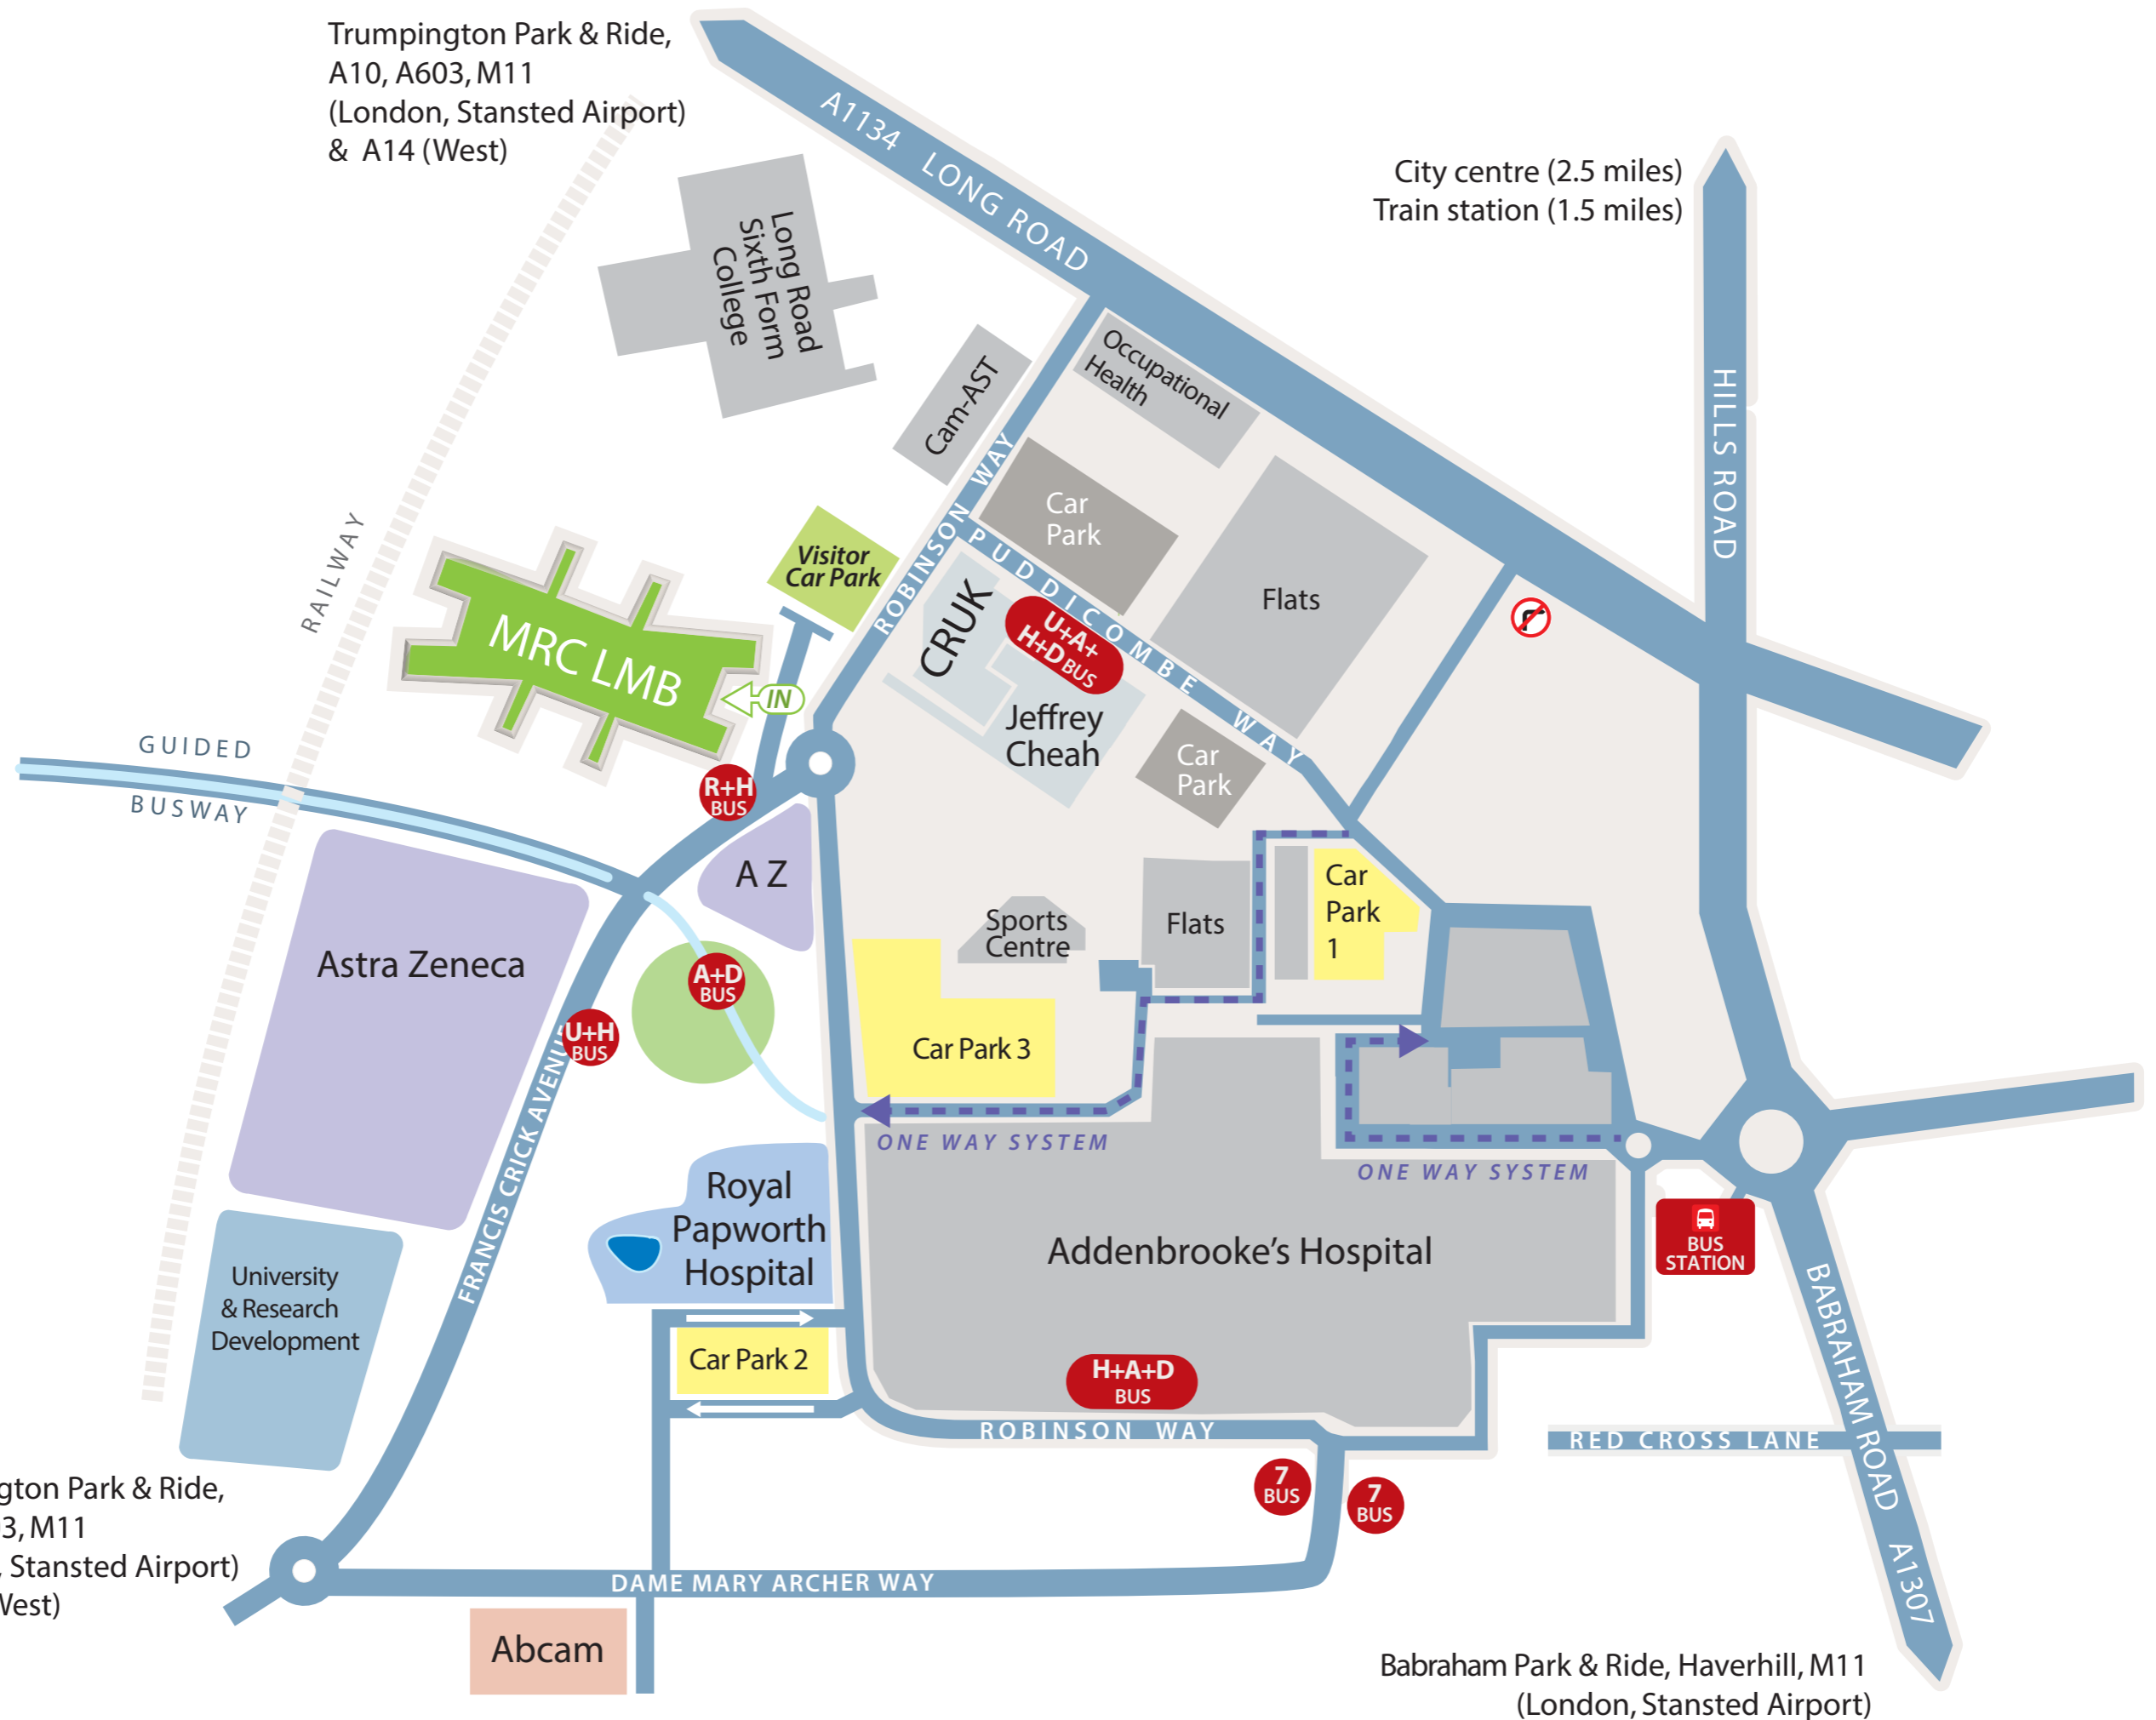 Trumpington Park & Ride,
A10, A603, M11
(London, Stansted Airport)
& A14 (West)
A1134 LONG ROAD
City centre (2.5 miles)
Train station (1.5 miles)
HILLS ROAD
Long Road
Sixth Form
College
Cam-AST
Occupational
Health
ROBINSON WAY
Car
Park
Visitor
Car Park
RAILWAY
ROBINSON
PUDDICOMBE WAY
Flats
CRUK
U+A+
H+D BUS
MRC LMB
IN
Jeffrey
Cheah
Car
Park
GUIDED
BUSWAY
R+H
BUS
A Z
Car
Park
1
Sports
Centre
Flats
Astra Zeneca
A+D
BUS
U+H
BUS
Car Park 3
FRANCIS CRICK AVENUE
ONE WAY SYSTEM
ONE WAY SYSTEM
Royal
Papworth
Hospital
Addenbrooke's Hospital
BUS
STATION
University
& Research
Development
Car Park 2
H+A+D
BUS
ROBINSON WAY
RED CROSS LANE
BABRAHAM ROAD A1307
7
BUS
7
BUS
gton Park & Ride,
3, M11
, Stansted Airport)
West)
DAME MARY ARCHER WAY
Abcam
Babraham Park & Ride, Haverhill, M11
(London, Stansted Airport)